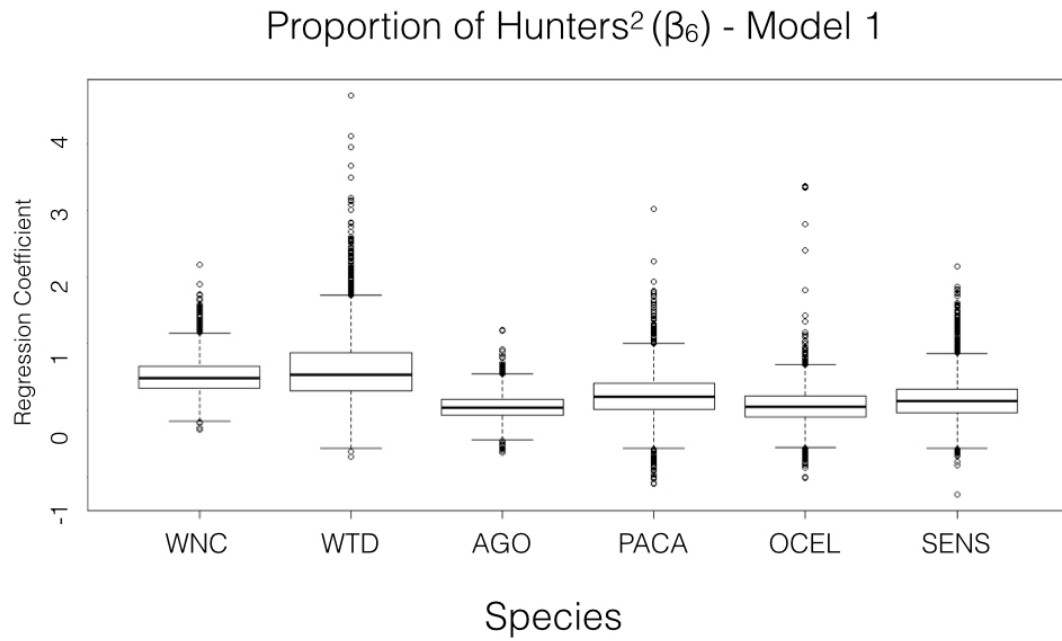 Proportion of Hunters² (β₆) - Model 1
Regression Coefficient
4
3
2
1
0
-1
WNC WTD AGO PACA OCEL SENS
Species